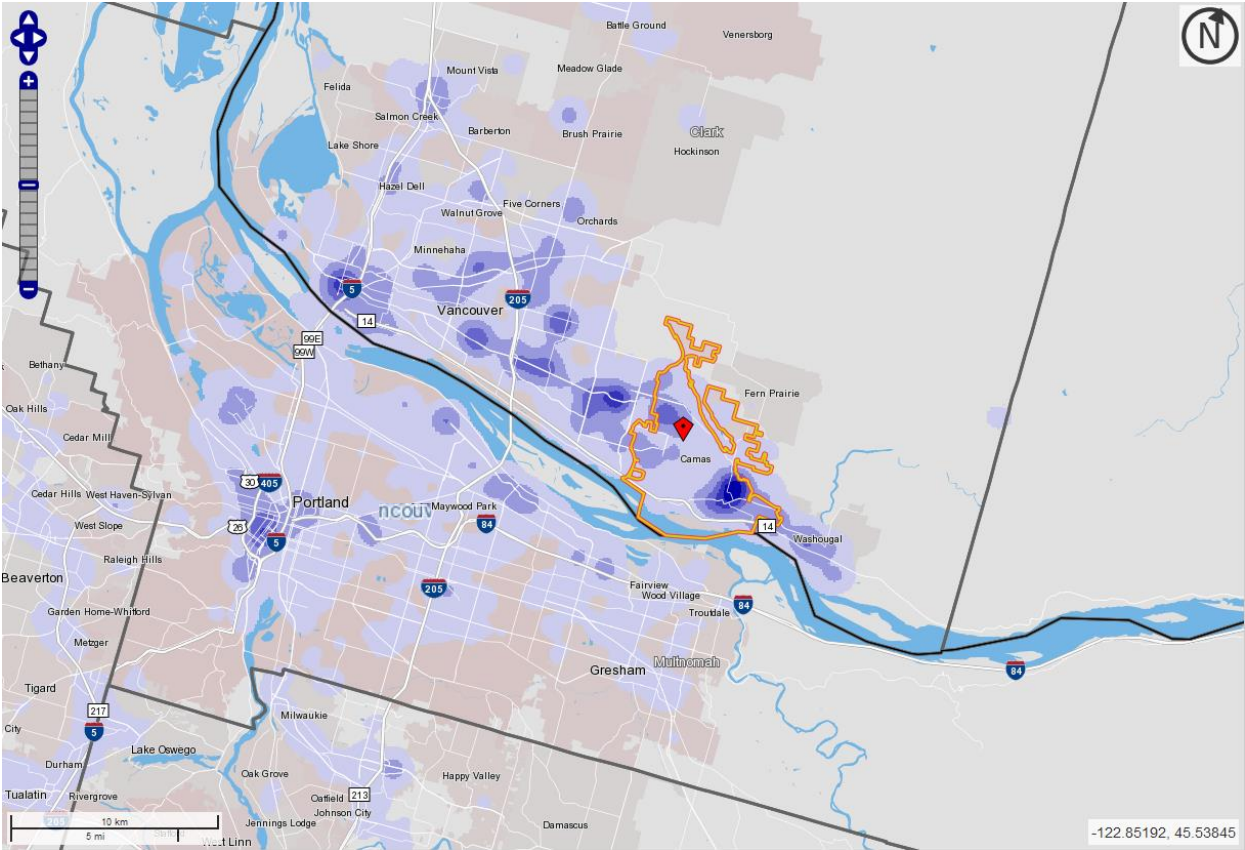 Battle Ground
Venersborg
N
Mount Vista
Meadow Glade
Felida
Salmon Creek
Barberton
Brush Prairie
Clark
Hockinson
Lake Shore
Hazel Dell
Five Corners
Walnut Grove
Orchards
Minnehaha
5
205
Vancouver
14
99E
99W
Bethany
Fern Prairie
Oak Hills
Cedar Mill
Camas
30
405
Cedar Hills
West Haven-Sylvan
Portland
ncouv
Maywood Park
84
26
West Slope
14
5
Washougal
Raleigh Hills
Beaverton
205
Fairview
Wood Village
84
Troutdale
Garden Home-Whitford
Metzger
Gresham
Multnomah
84
Tigard
217
Milwaukie
City
5
Lake Oswego
Durham
Oak Grove
Happy Valley
Tualatin
Rivergrove
Oatfield
213
Johnson City
10 km
205
Jennings Lodge
Damascus
5 mi
West Linn
-122.85192, 45.53845